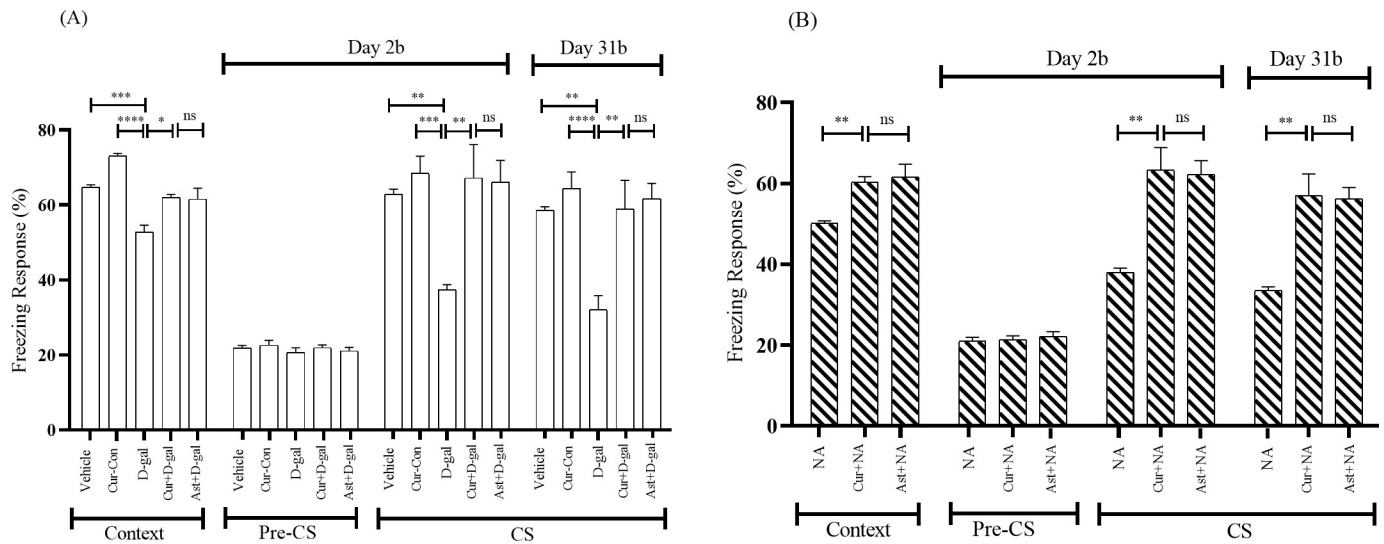 (A)
Day 2b
Day 31b
*** ** **
**** * ns *** ** ns **** ** ns
Freezing Response (%)
80
60
40
20
0
Vehicle
Cur-Con
D-gal
Cur+D-gal
Ast+D-gal
Vehicle
Cur-Con
D-gal
Cur+D-gal
Ast+D-gal
Vehicle
Cur-Con
D-gal
Cur+D-gal
Ast+D-gal
Vehicle
Cur-Con
D-gal
Cur+D-gal
Ast+D-gal
Context
Pre-CS
CS
(B)
Day 2b
Day 31b
** ns ** ns ** ns
Freezing Response (%)
80
60
40
20
0
NA
Cur+NA
Ast+NA
NA
Cur+NA
Ast+NA
NA
Cur+NA
Ast+NA
NA
Cur+NA
Ast+NA
Context
Pre-CS
CS